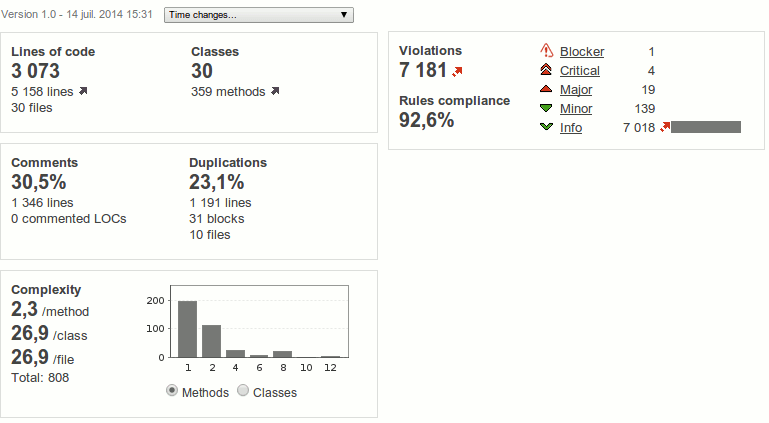 Version 1.0 - 14 juil. 2014 15:31 Time changes...
Lines of code
3 073
5 158 lines
30 files
Classes
30
359 methods
Violations
7 181
Rules compliance
92,6%
Blocker 1
Critical 4
Major 19
Minor 139
Info 7 018
Comments
30,5%
1 346 lines
0 commented LOCs
Duplications
23,1%
1 191 lines
31 blocks
10 files
Complexity
2,3 /method
26,9 /class
26,9 /file
Total: 808
200
100
0
1 2 4 6 8 10 12
Methods Classes